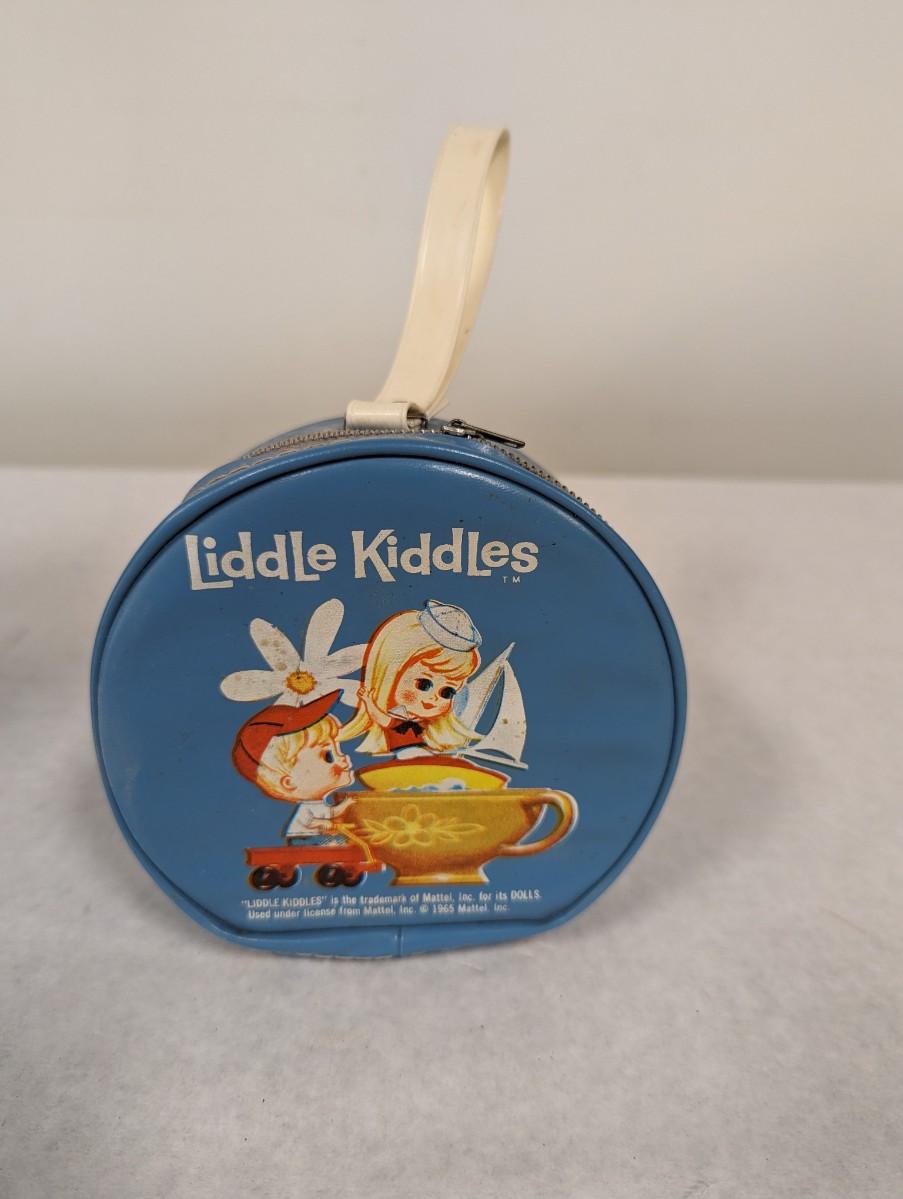 Liddle Kiddles
TM
"LIDDLE KIDDLES" is the trademark of Mattel, Inc. for its DOLLS.
Used under license from Mattel, Inc. © 1965 Mattel, Inc.